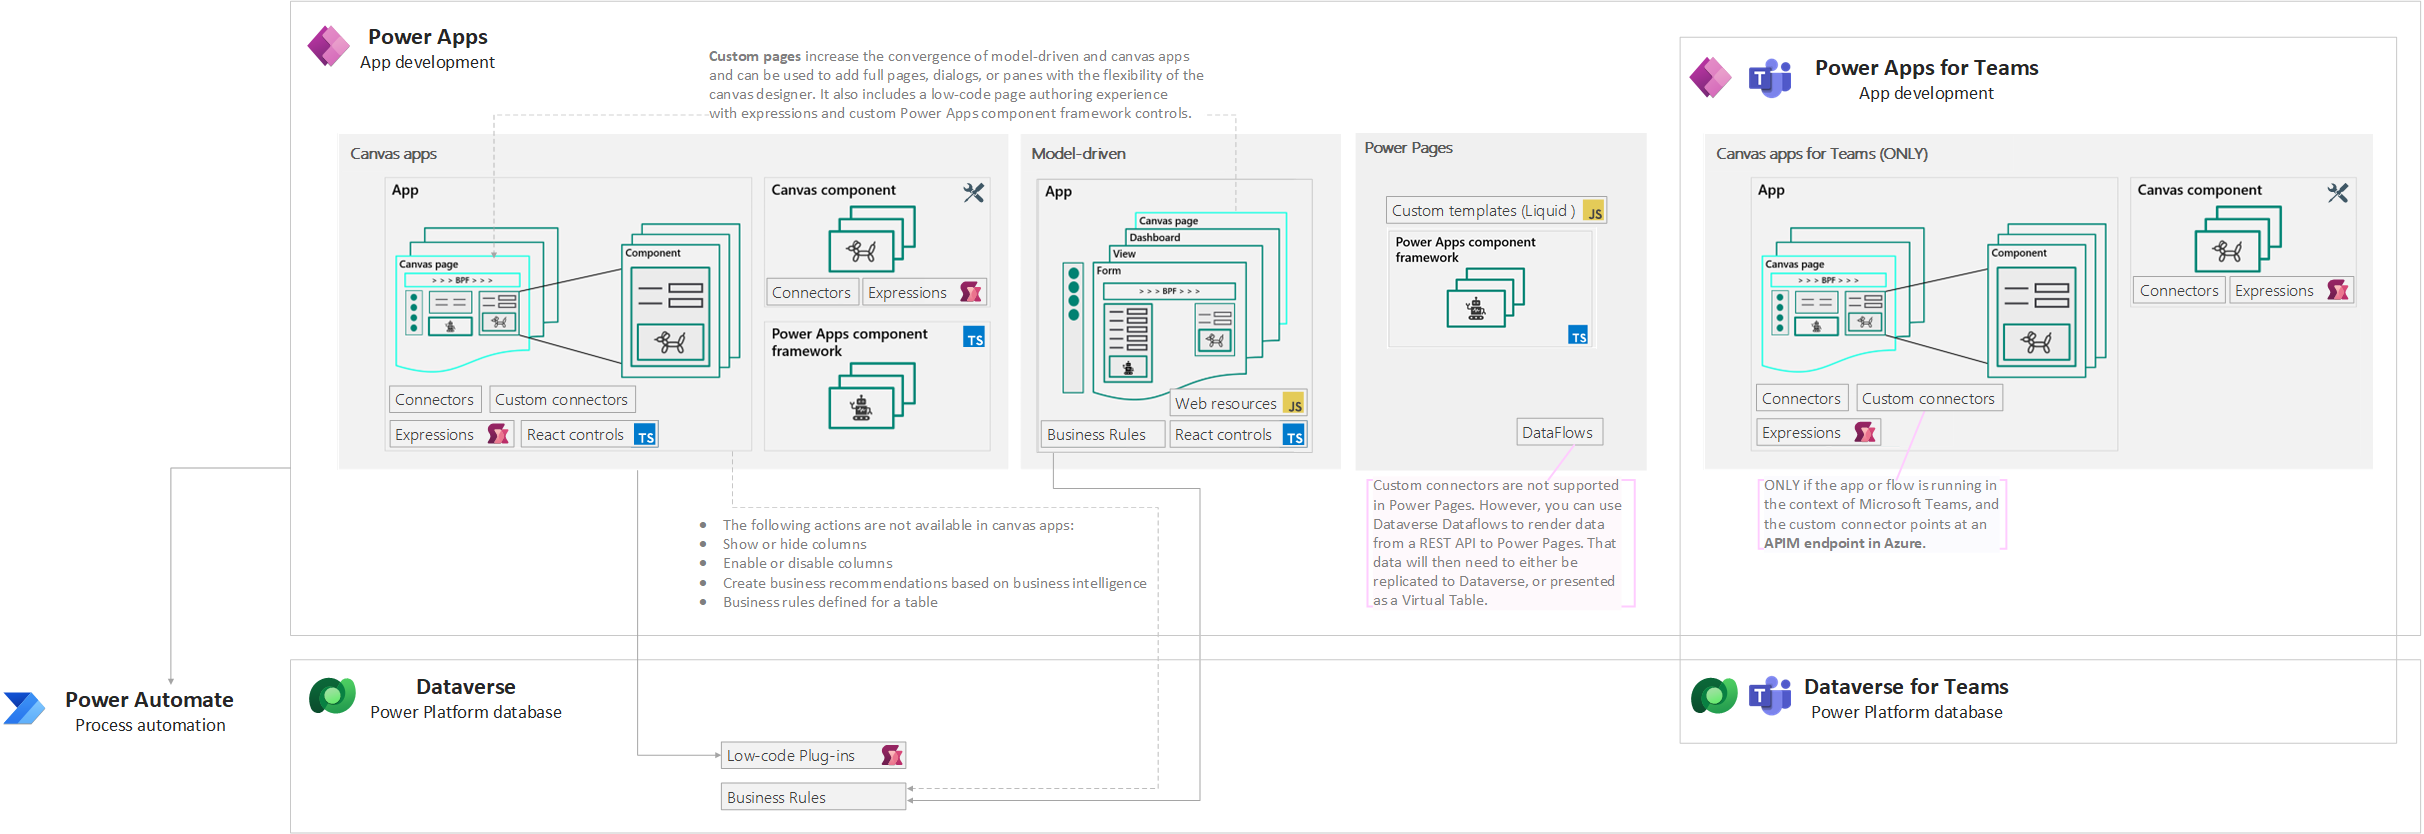 Power Apps
App development
Custom pages increase the convergence of model-driven and canvas apps
and can be used to add full pages, dialogs, or panes with the flexibility of the
canvas designer. It also includes a low-code page authoring experience
with expressions and custom Power Apps component framework controls.
Canvas apps
App
Canvas page
> > > BPF > > >
Component
Connectors
Custom connectors
Expressions
React controls
TS
Canvas component
Connectors
Expressions
Power Apps component
framework
TS
Model-driven
App
Canvas page
Dashboard
View
Form
> > > BPF > > >
Web resources
JS
Business Rules
React controls
TS
Power Pages
Custom templates (Liquid )
JS
Power Apps component
framework
TS
DataFlows
Custom connectors are not supported
in Power Pages. However, you can use
Dataverse Dataflows to render data
from a REST API to Power Pages. That
data will then need to either be
replicated to Dataverse, or presented
as a Virtual Table.
T
Power Apps for Teams
App development
Canvas apps for Teams (ONLY)
App
Canvas page
> > > BPF > > >
Component
Connectors
Custom connectors
Expressions
Canvas component
Connectors
Expressions
ONLY if the app or flow is running in
the context of Microsoft Teams, and
the custom connector points at an
APIM endpoint in Azure.
• The following actions are not available in canvas apps:
• Show or hide columns
• Enable or disable columns
• Create business recommendations based on business intelligence
• Business rules defined for a table
Power Automate
Process automation
Dataverse
Power Platform database
Low-code Plug-ins
Business Rules
T
Dataverse for Teams
Power Platform database